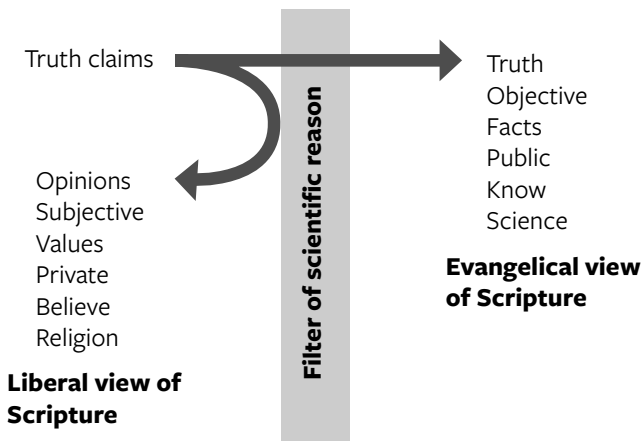 Truth claims
Opinions
Subjective
Values
Private
Believe
Religion
Liberal view of
Scripture
Filter of scientific reason
Truth
Objective
Facts
Public
Know
Science
Evangelical view
of Scripture